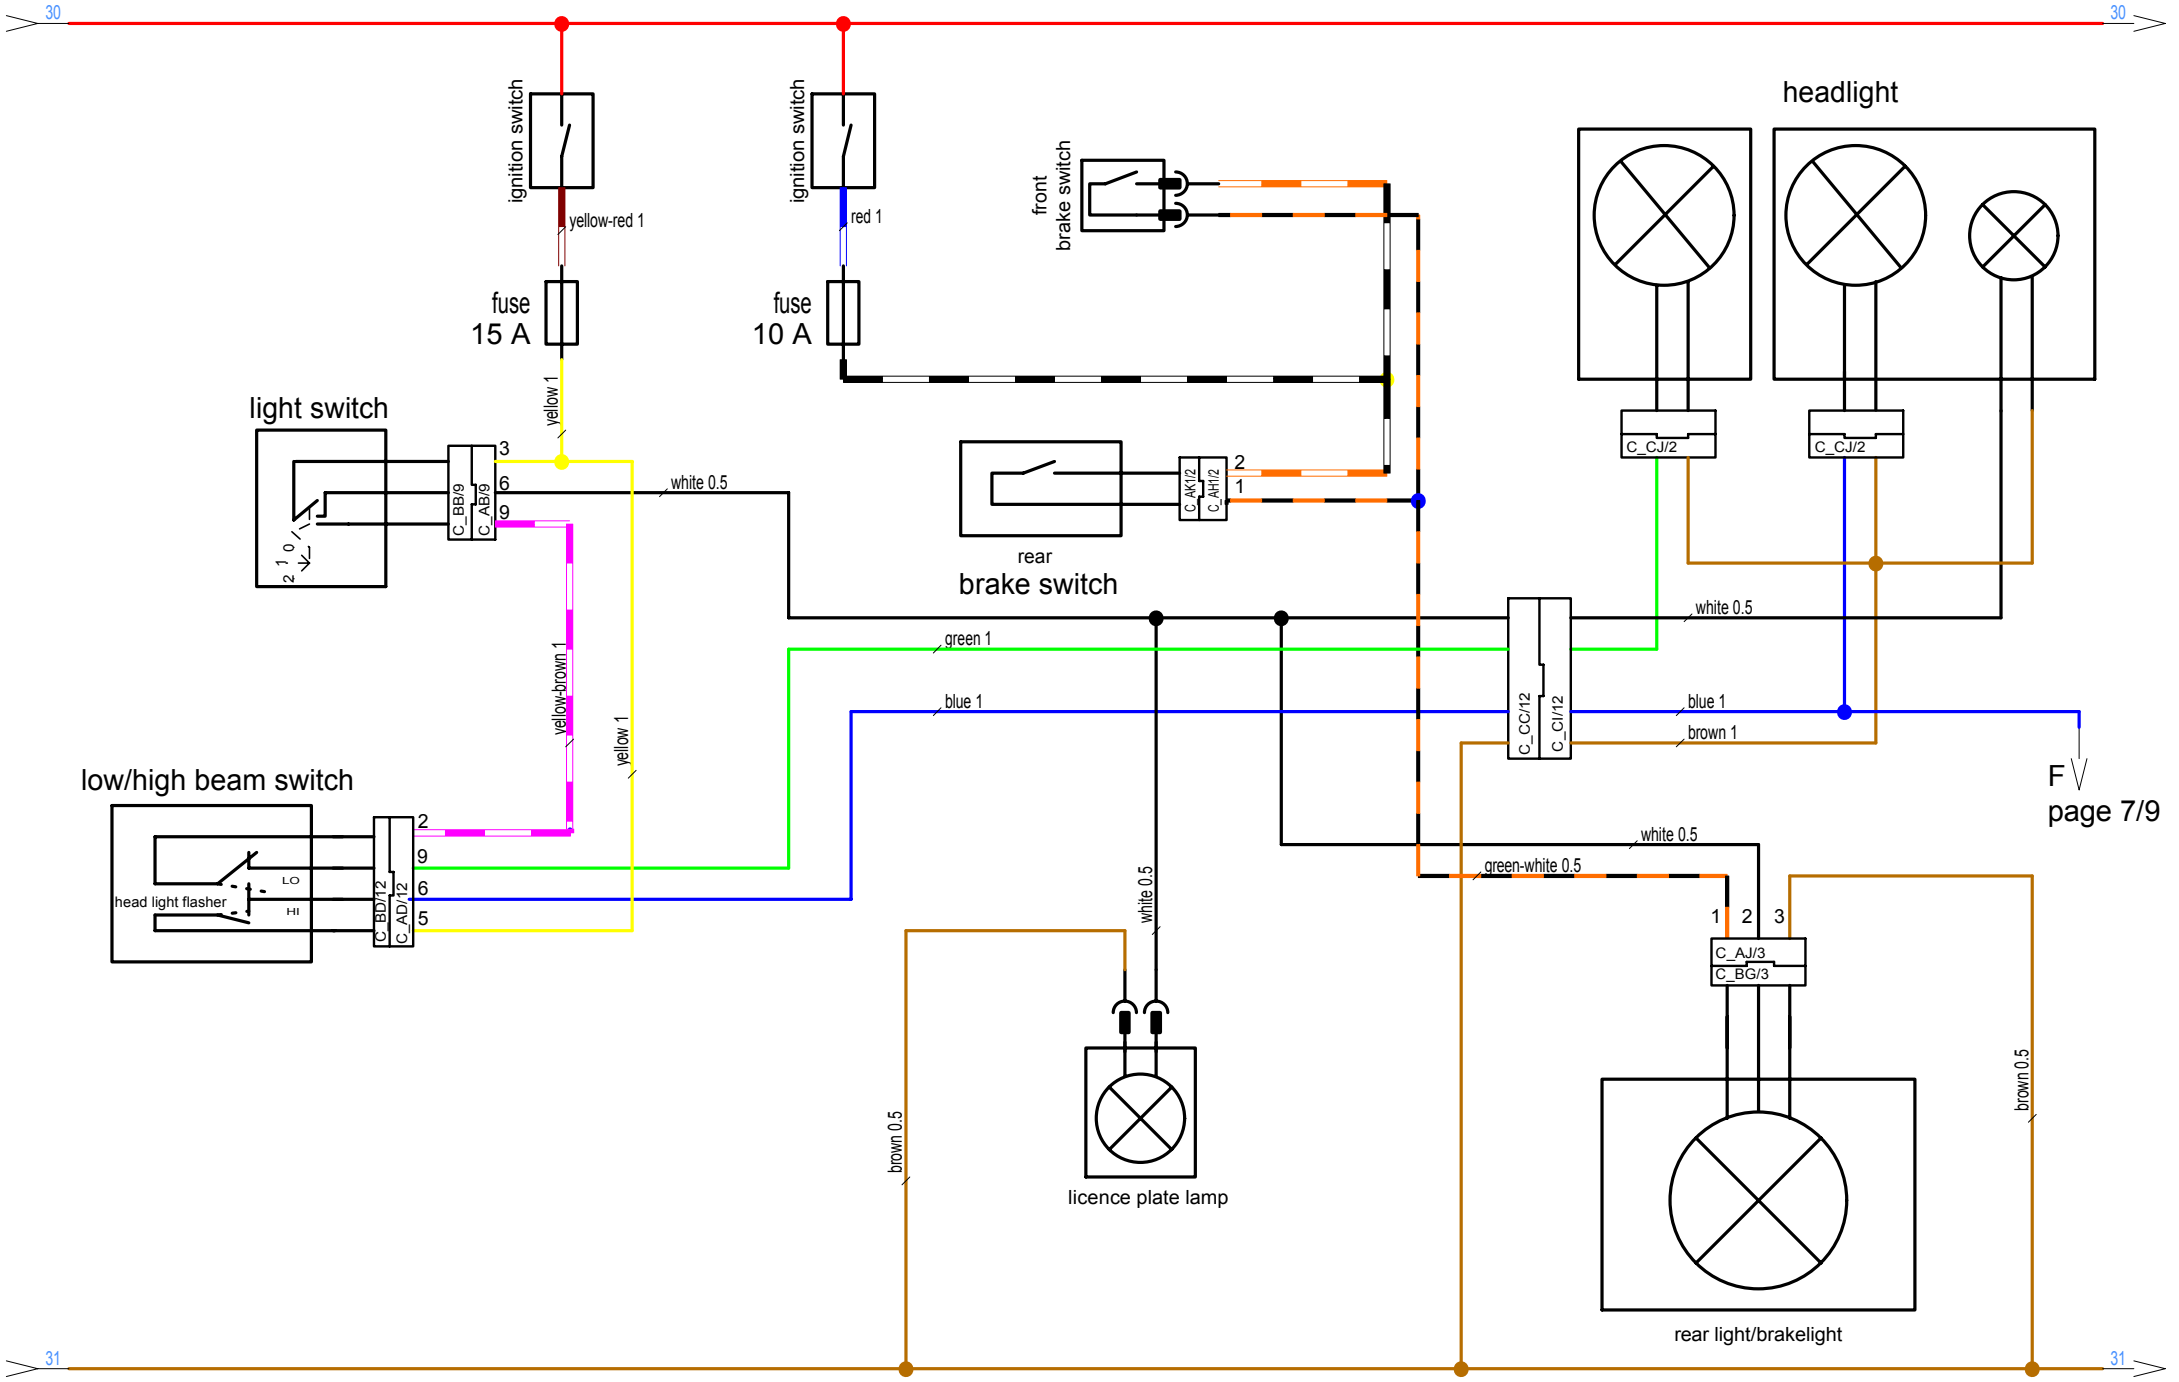 30
30
ignition switch
ignition switch
yellow-red 1
red 1
fuse
15 A
fuse
10 A
front
brake switch
headlight
C_CJ/2
C_CJ/2
light switch
yellow 1
C_BB/9
C_AB/9
3
6
9
0
1
2
white 0.5
C_AK1/2
C_AH1/2
2
1
rear
brake switch
white 0.5
green 1
blue 1
blue 1
brown 1
C_CC/12
C_CI/12
yellow-brown 1
yellow 1
F
page 7/9
low/high beam switch
LO
head light flasher
HI
C_BD/12
C_AD/12
2
9
6
5
white 0.5
green-white 0.5
white 0.5
1
2
3
C_AJ/3
C_BG/3
brown 0.5
brown 0.5
licence plate lamp
rear light/brakelight
31
31